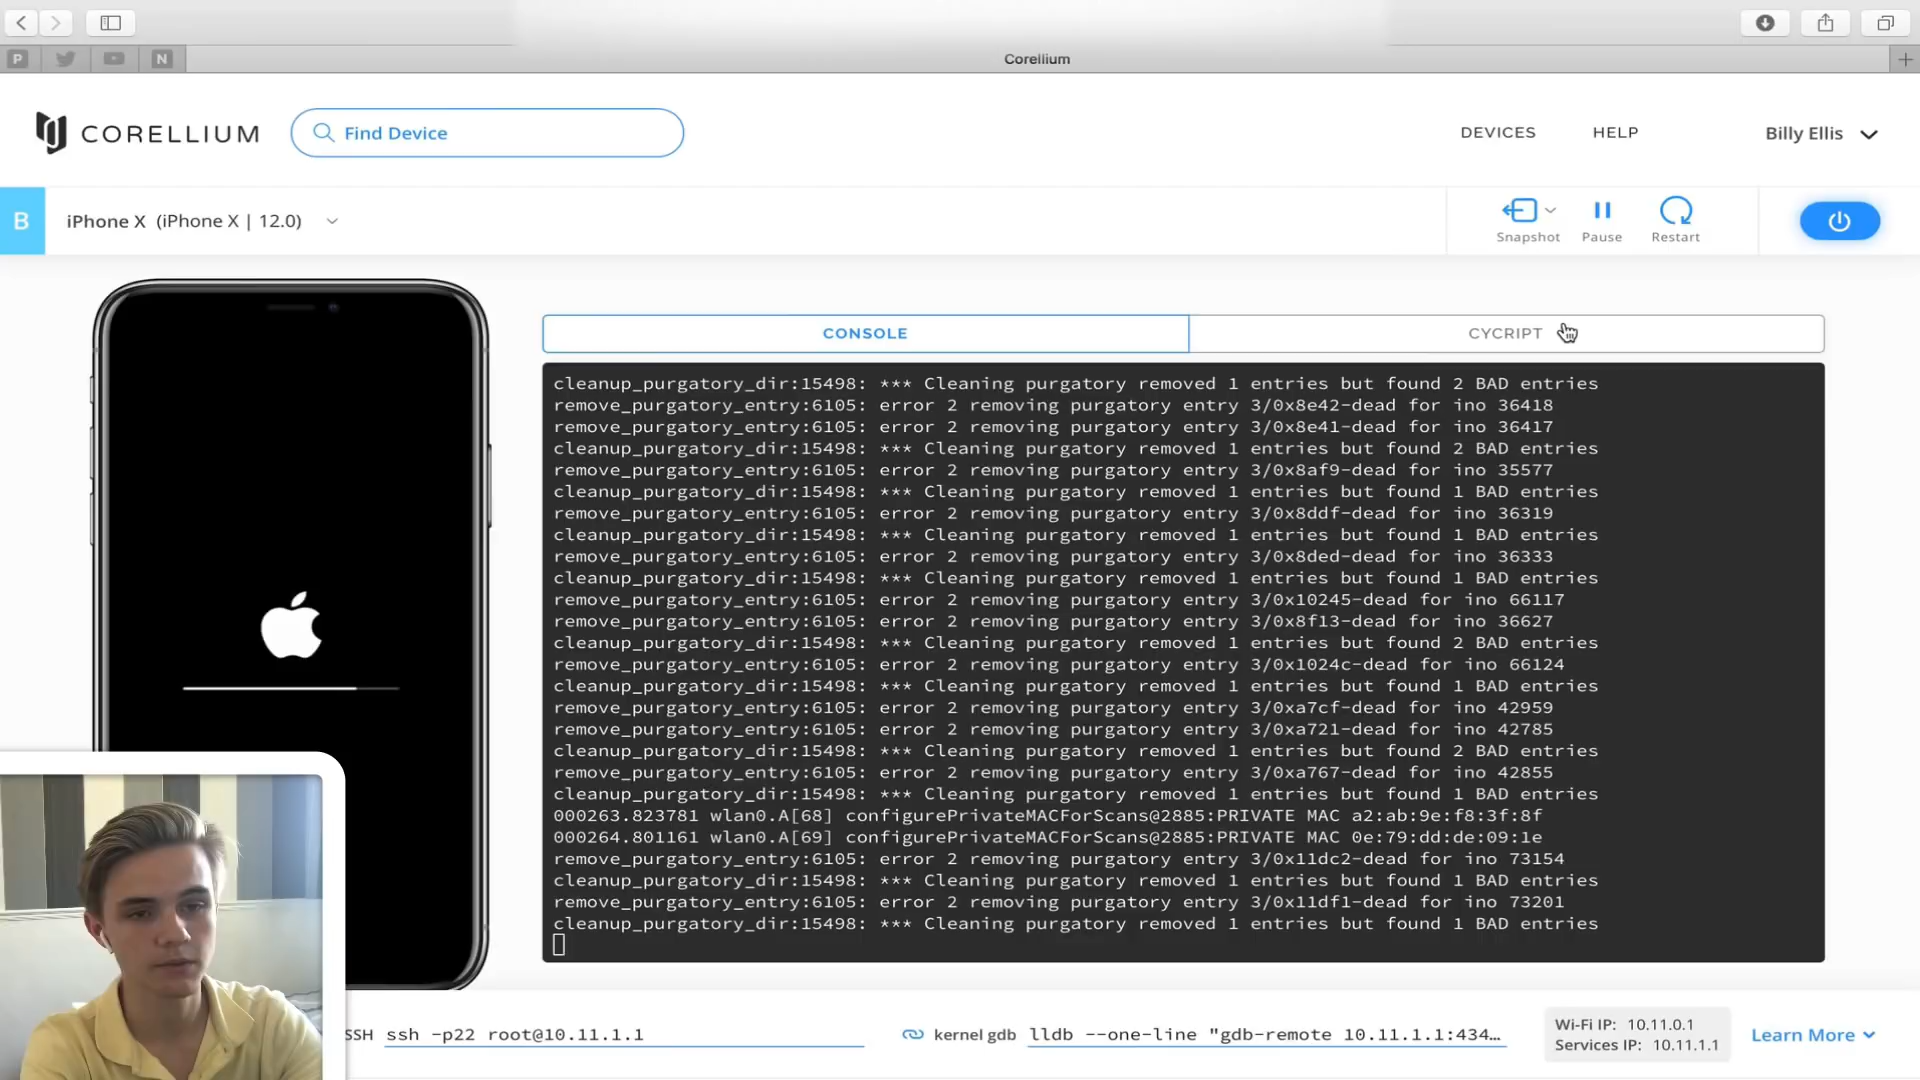 P
N
Corellium
CORELLIUM
Find Device
DEVICES
HELP
Billy Ellis
B
iPhone X (iPhone X | 12.0)
Snapshot
Pause
Restart
CONSOLE
CYCRIPT
cleanup_purgatory_dir:15498: *** Cleaning purgatory removed 1 entries but found 2 BAD entries
remove_purgatory_entry:6105: error 2 removing purgatory entry 3/0x8e42-dead for ino 36418
remove_purgatory_entry:6105: error 2 removing purgatory entry 3/0x8e41-dead for ino 36417
cleanup_purgatory_dir:15498: *** Cleaning purgatory removed 1 entries but found 2 BAD entries
remove_purgatory_entry:6105: error 2 removing purgatory entry 3/0x8af9-dead for ino 35577
cleanup_purgatory_dir:15498: *** Cleaning purgatory removed 1 entries but found 1 BAD entries
remove_purgatory_entry:6105: error 2 removing purgatory entry 3/0x8ddf-dead for ino 36319
cleanup_purgatory_dir:15498: *** Cleaning purgatory removed 1 entries but found 1 BAD entries
remove_purgatory_entry:6105: error 2 removing purgatory entry 3/0x8ded-dead for ino 36333
cleanup_purgatory_dir:15498: *** Cleaning purgatory removed 1 entries but found 1 BAD entries
remove_purgatory_entry:6105: error 2 removing purgatory entry 3/0x10245-dead for ino 66117
remove_purgatory_entry:6105: error 2 removing purgatory entry 3/0x8f13-dead for ino 36627
cleanup_purgatory_dir:15498: *** Cleaning purgatory removed 1 entries but found 2 BAD entries
remove_purgatory_entry:6105: error 2 removing purgatory entry 3/0x1024c-dead for ino 66124
cleanup_purgatory_dir:15498: *** Cleaning purgatory removed 1 entries but found 1 BAD entries
remove_purgatory_entry:6105: error 2 removing purgatory entry 3/0xa7cf-dead for ino 42959
remove_purgatory_entry:6105: error 2 removing purgatory entry 3/0xa721-dead for ino 42785
cleanup_purgatory_dir:15498: *** Cleaning purgatory removed 1 entries but found 2 BAD entries
remove_purgatory_entry:6105: error 2 removing purgatory entry 3/0xa767-dead for ino 42855
cleanup_purgatory_dir:15498: *** Cleaning purgatory removed 1 entries but found 1 BAD entries
000263.823781 wlan0.A[68] configurePrivateMACForScans@2885:PRIVATE MAC a2:ab:9e:f8:3f:8f
000264.801161 wlan0.A[69] configurePrivateMACForScans@2885:PRIVATE MAC 0e:79:dd:de:09:1e
remove_purgatory_entry:6105: error 2 removing purgatory entry 3/0x11dc2-dead for ino 73154
cleanup_purgatory_dir:15498: *** Cleaning purgatory removed 1 entries but found 1 BAD entries
remove_purgatory_entry:6105: error 2 removing purgatory entry 3/0x11df1-dead for ino 73201
cleanup_purgatory_dir:15498: *** Cleaning purgatory removed 1 entries but found 1 BAD entries
SSH ssh -p22 root@10.11.1.1
kernel gdb lldb --one-line "gdb-remote 10.11.1.1:434...
Wi-Fi IP: 10.11.0.1
Services IP: 10.11.1.1
Learn More